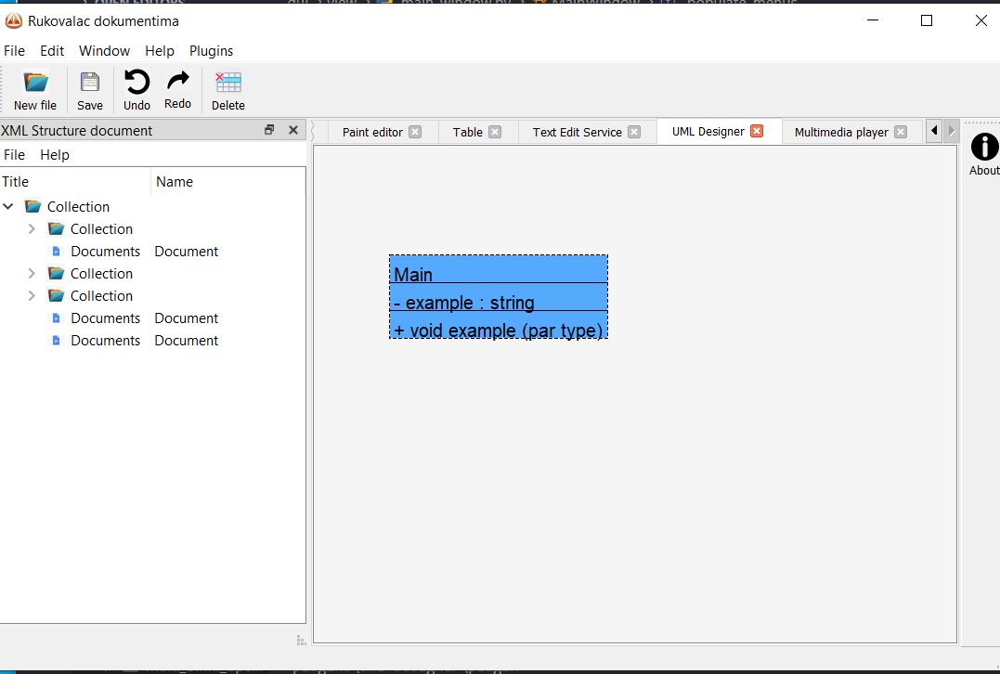 Rukovalac dokumentima
File Edit Window Help Plugins
New file Save Undo Redo Delete
XML Structure document
File Help
Title Name
Collection
Collection
Documents Document
Collection
Collection
Documents Document
Documents Document
Paint editor Table Text Edit Service UML Designer Multimedia player
Main
- example : string
+ void example (par type)
About